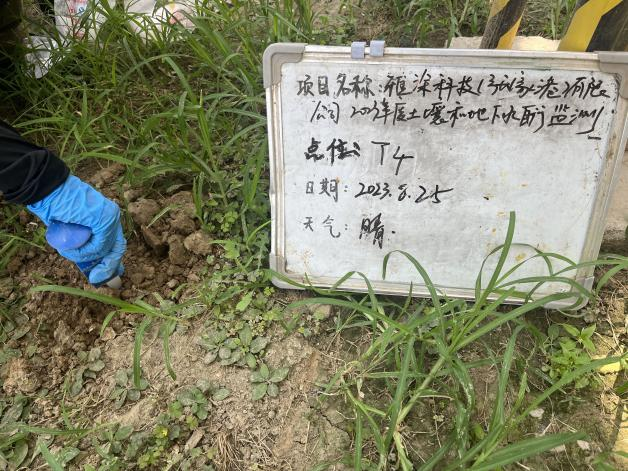 项目名称:雅涂科技(张家港)有限
公司2023年度土壤和地下水自行监测
点位:T4
日期:2023.8.25
天气:晴.